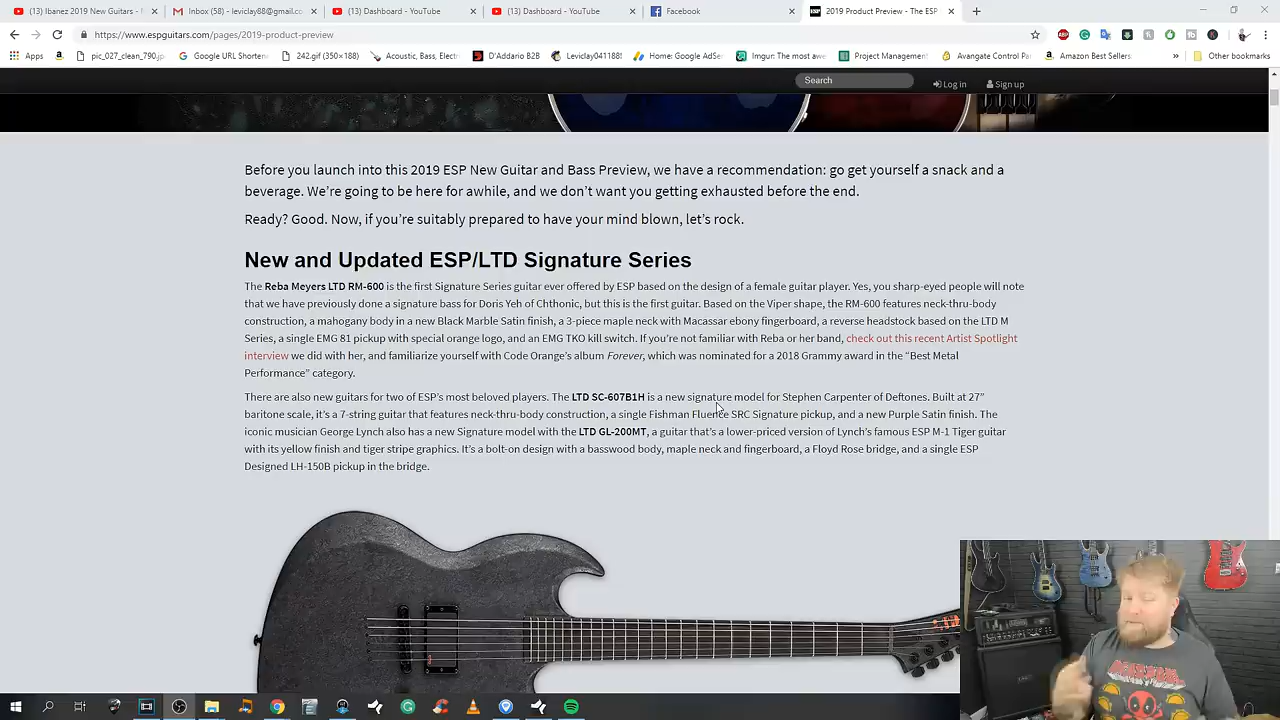 (13) Ibanez 2019 New Guitars -
Inbox (58) - leviclay88@gmail.co
(13) Dashboard - YouTube
(13) Dashboard - YouTube
Facebook
2019 Product Preview - The ESP
https://www.espguitars.com/pages/2019-product-preview
Apps
pic_027_clean_790.jp
Google URL Shortene
242.gif (350×188)
Acoustic, Bass, Elect
D'Addario B2B
Leviclay0411881
Home: Google AdSe
Imgur: The most awe
Project Management
Avangate Control Pa
Amazon Best Sellers
»
Other bookmarks
Search
Log in
Sign up
Before you launch into this 2019 ESP New Guitar and Bass Preview, we have a recommendation: go get yourself a snack and a
beverage. We're going to be here for awhile, and we don't want you getting exhausted before the end.
Ready? Good. Now, if you're suitably prepared to have your mind blown, let's rock.
New and Updated ESP/LTD Signature Series
The Reba Meyers LTD RM-600 is the first Signature Series guitar ever offered by ESP based on the design of a female guitar player. Yes, you sharp-eyed people will note
that we have previously done a signature bass for Doris Yeh of Chthonic, but this is the first guitar. Based on the Viper shape, the RM-600 features neck-thru-body
construction, a mahogany body in a new Black Marble Satin finish, a 3-piece maple neck with Macassar ebony fingerboard, a reverse headstock based on the LTD M
Series, a single EMG 81 pickup with special orange logo, and an EMG TKO kill switch. If you're not familiar with Reba or her band, check out this recent Artist Spotlight
interview we did with her, and familiarize yourself with Code Orange's album Forever, which was nominated for a 2018 Grammy award in the "Best Metal
Performance" category.
There are also new guitars for two of ESP's most beloved players. The LTD SC-607B1H is a new signature model for Stephen Carpenter of Deftones. Built at 27"
baritone scale, it's a 7-string guitar that features neck-thru-body construction, a single Fishman Fluence SRC Signature pickup, and a new Purple Satin finish. The
iconic musician George Lynch also has a new Signature model with the LTD GL-200MT, a guitar that's a lower-priced version of Lynch's famous ESP M-1 Tiger guitar
with its yellow finish and tiger stripe graphics. It's a bolt-on design with a basswood body, maple neck and fingerboard, a Floyd Rose bridge, and a single ESP
Designed LH-150B pickup in the bridge.